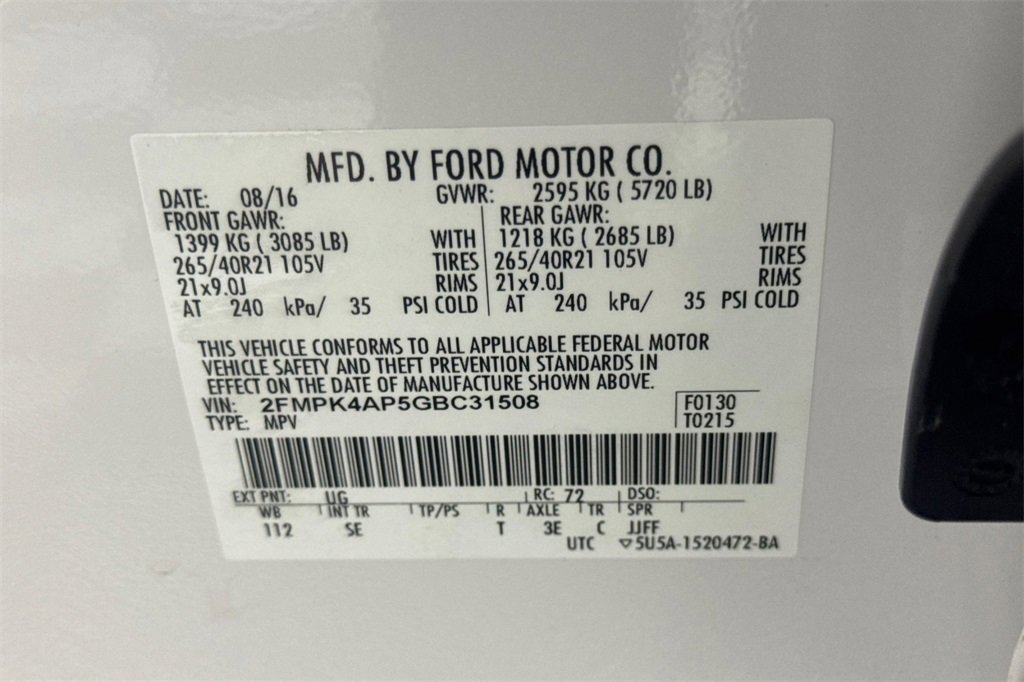 MFD. BY FORD MOTOR CO.
DATE: 08/16 GVWR: 2595 KG ( 5720 LB)
FRONT GAWR: REAR GAWR:
1399 KG ( 3085 LB) WITH 1218 KG ( 2685 LB) WITH
265/40R21 105V TIRES 265/40R21 105V TIRES
21x9.0J RIMS 21x9.0J RIMS
AT 240 kPa/ 35 PSI COLD AT 240 kPa/ 35 PSI COLD
THIS VEHICLE CONFORMS TO ALL APPLICABLE FEDERAL MOTOR
VEHICLE SAFETY AND THEFT PREVENTION STANDARDS IN
EFFECT ON THE DATE OF MANUFACTURE SHOWN ABOVE.
VIN: 2FMPK4AP5GBC31508 F0130
TYPE: MPV T0215
EXT PNT: UG RC: 72 DSO:
WB INT TR TP/PS R AXLE TR SPR
112 SE T 3E C JJFF
UTC ▽5U5A-1520472-BA